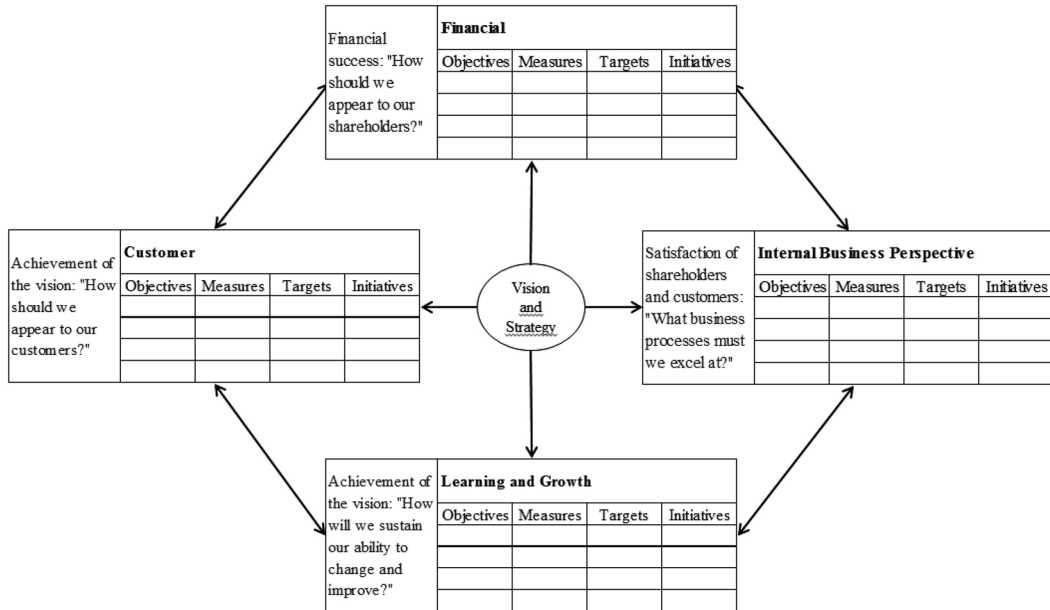 Financial
success: "How
should we
appear to our
shareholders?"
Financial
Objectives Measures Targets Initiatives
Achievement of
the vision: "How
should we
appear to our
customers?"
Customer
Objectives Measures Targets Initiatives
Vision
and
Strategy
Satisfaction of
shareholders
and customers:
"What business
processes must
we excel at?"
Internal Business Perspective
Objectives Measures Targets Initiatives
Achievement of
the vision: "How
will we sustain
our ability to
change and
improve?"
Learning and Growth
Objectives Measures Targets Initiatives